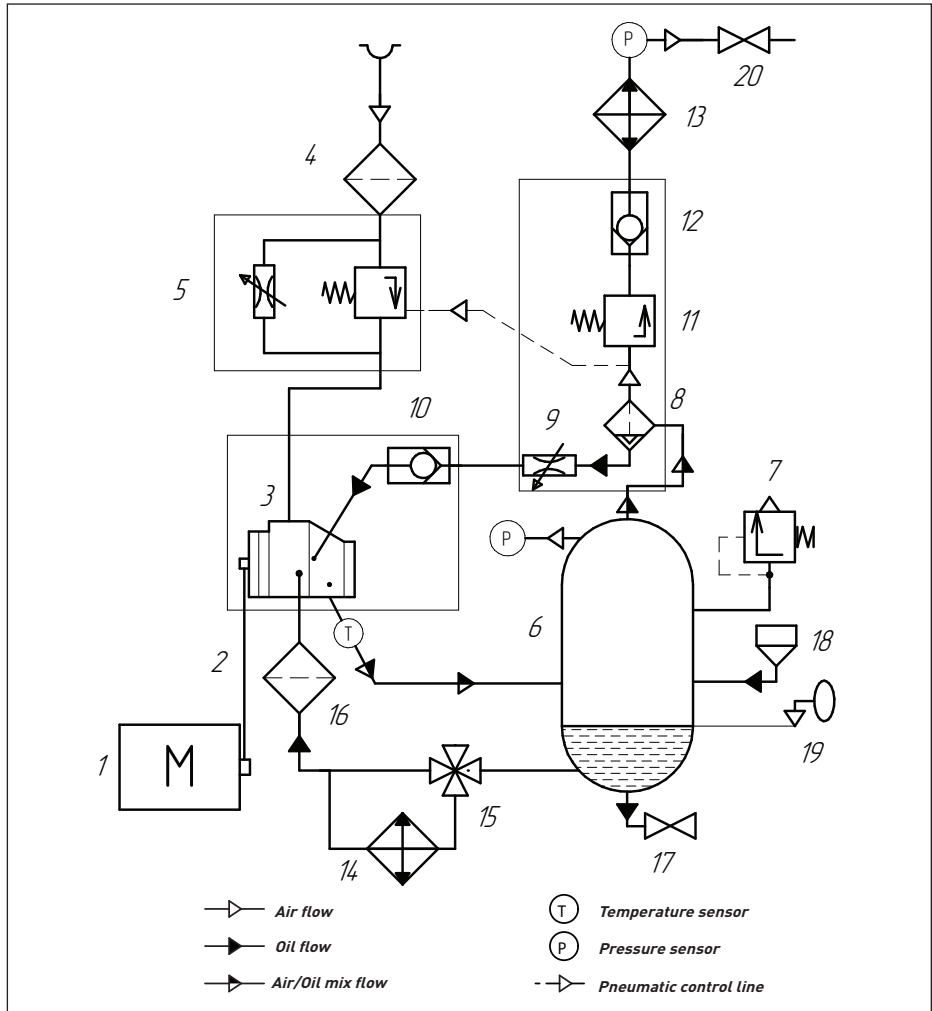 P
20
13
4
12
5
11
10
9
8
7
3
P
6
2
T
18
16
1
M
19
15
14
17
Air flow
T Temperature sensor
Oil flow
P Pressure sensor
Air/Oil mix flow
Pneumatic control line